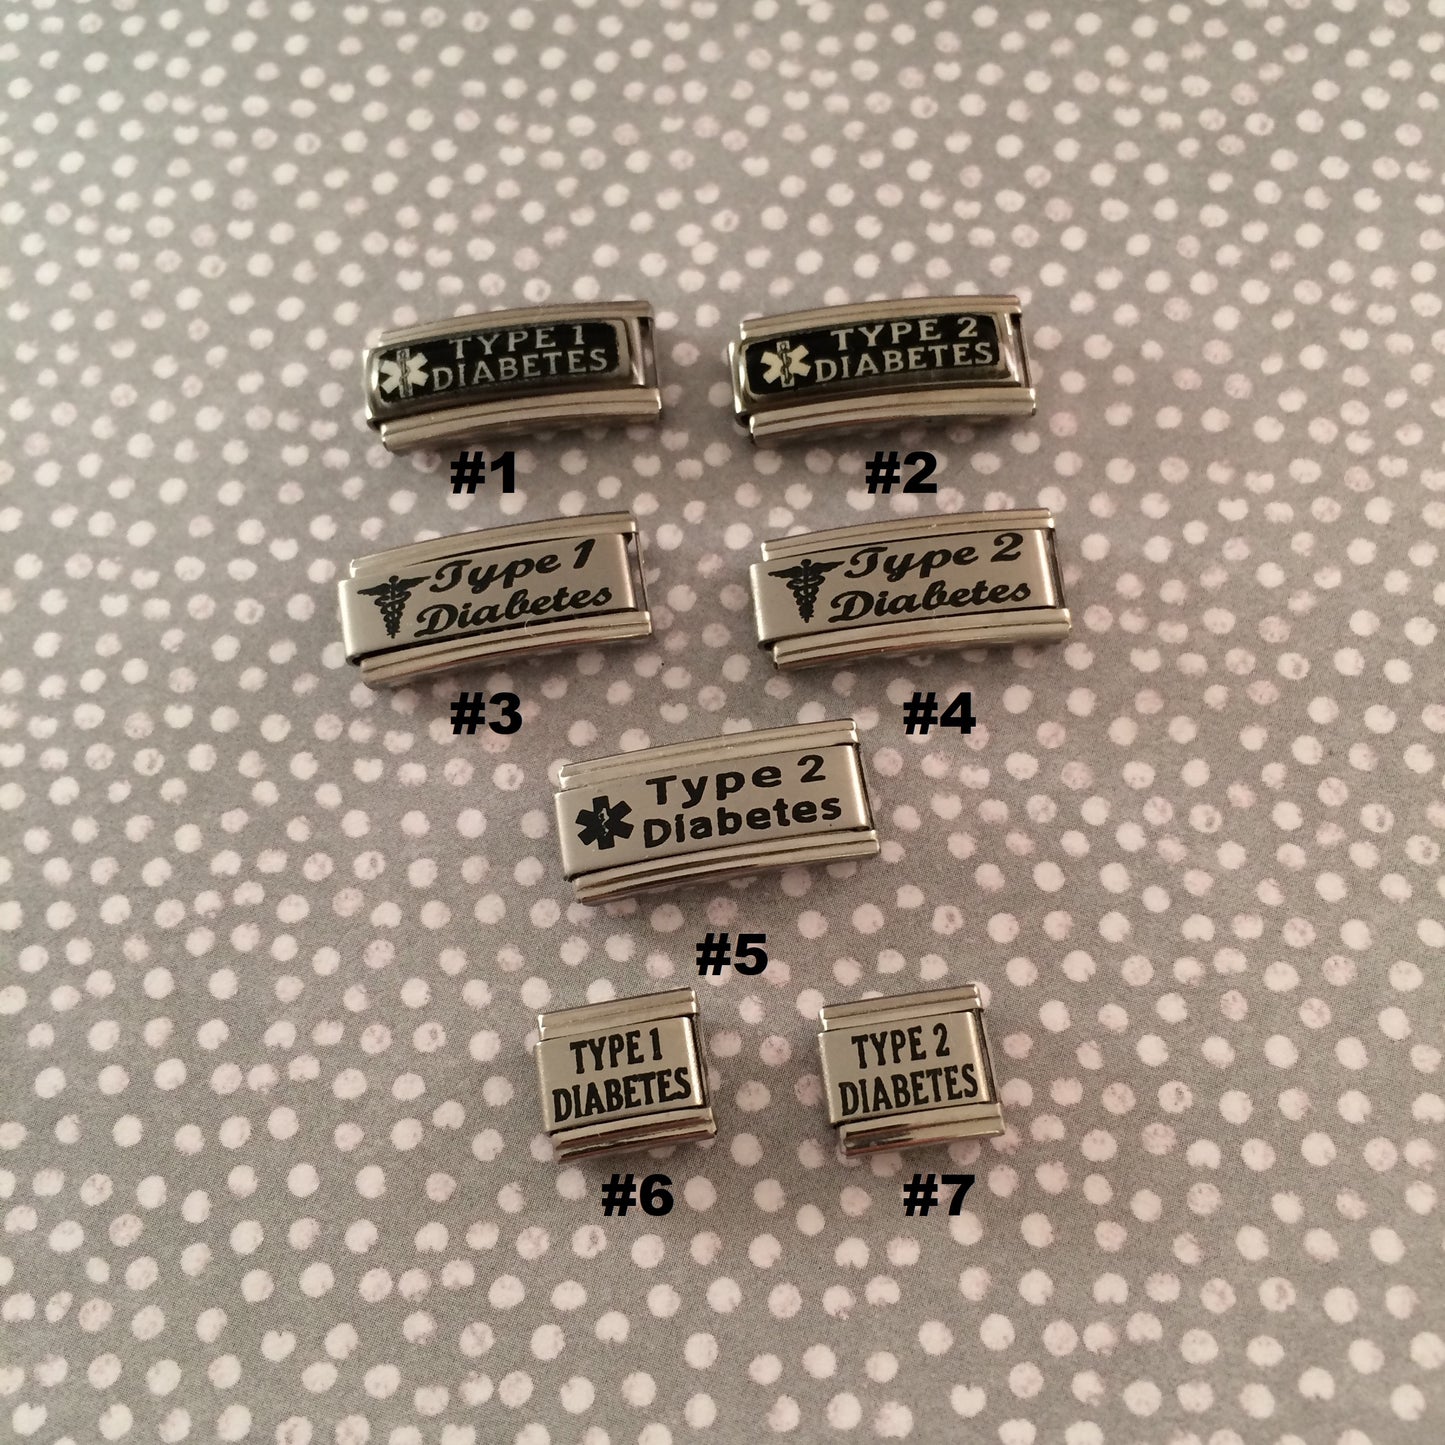 TYPE 1
DIABETES
TYPE 2
DIABETES
#1
#2
Type 1
Diabetes
Type 2
Diabetes
#3
#4
Type 2
Diabetes
#5
TYPE 1
DIABETES
TYPE 2
DIABETES
#6
#7